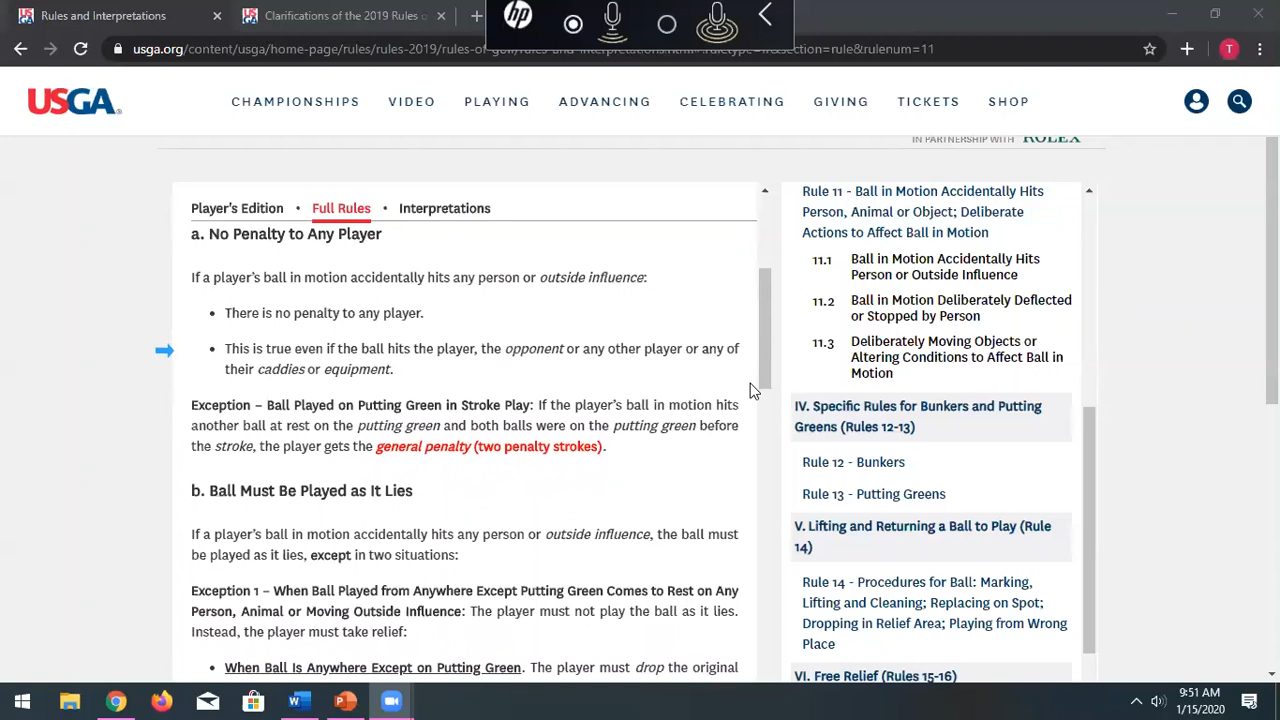 Rules and Interpretations
Clarifications of the 2019 Rules o
usga.org/content/usga/home-page/rules/rules-2019/rules-of-golf/rules-and-interpretations.html
section=rule&rulenum=11
T
hp
USGA
CHAMPIONSHIPS VIDEO PLAYING ADVANCING CELEBRATING GIVING TICKETS SHOP
IN PARTNERSHIP WITH ROLEX
Player's Edition • Full Rules • Interpretations
a. No Penalty to Any Player
If a player's ball in motion accidentally hits any person or outside influence:
• There is no penalty to any player.
• This is true even if the ball hits the player, the opponent or any other player or any of
their caddies or equipment.
Exception – Ball Played on Putting Green in Stroke Play: If the player's ball in motion hits
another ball at rest on the putting green and both balls were on the putting green before
the stroke, the player gets the general penalty (two penalty strokes).
b. Ball Must Be Played as It Lies
If a player's ball in motion accidentally hits any person or outside influence, the ball must
be played as it lies, except in two situations:
Exception 1 – When Ball Played from Anywhere Except Putting Green Comes to Rest on Any
Person, Animal or Moving Outside Influence: The player must not play the ball as it lies.
Instead, the player must take relief:
• When Ball Is Anywhere Except on Putting Green. The player must drop the original
Rule 11 - Ball in Motion Accidentally Hits
Person, Animal or Object; Deliberate
Actions to Affect Ball in Motion
11.1 Ball in Motion Accidentally Hits
Person or Outside Influence
11.2 Ball in Motion Deliberately Deflected
or Stopped by Person
11.3 Deliberately Moving Objects or
Altering Conditions to Affect Ball in
Motion
IV. Specific Rules for Bunkers and Putting
Greens (Rules 12-13)
Rule 12 - Bunkers
Rule 13 - Putting Greens
V. Lifting and Returning a Ball to Play (Rule
14)
Rule 14 - Procedures for Ball: Marking,
Lifting and Cleaning; Replacing on Spot;
Dropping in Relief Area; Playing from Wrong
Place
VI. Free Relief (Rules 15-16)
9:51 AM
1/15/2020